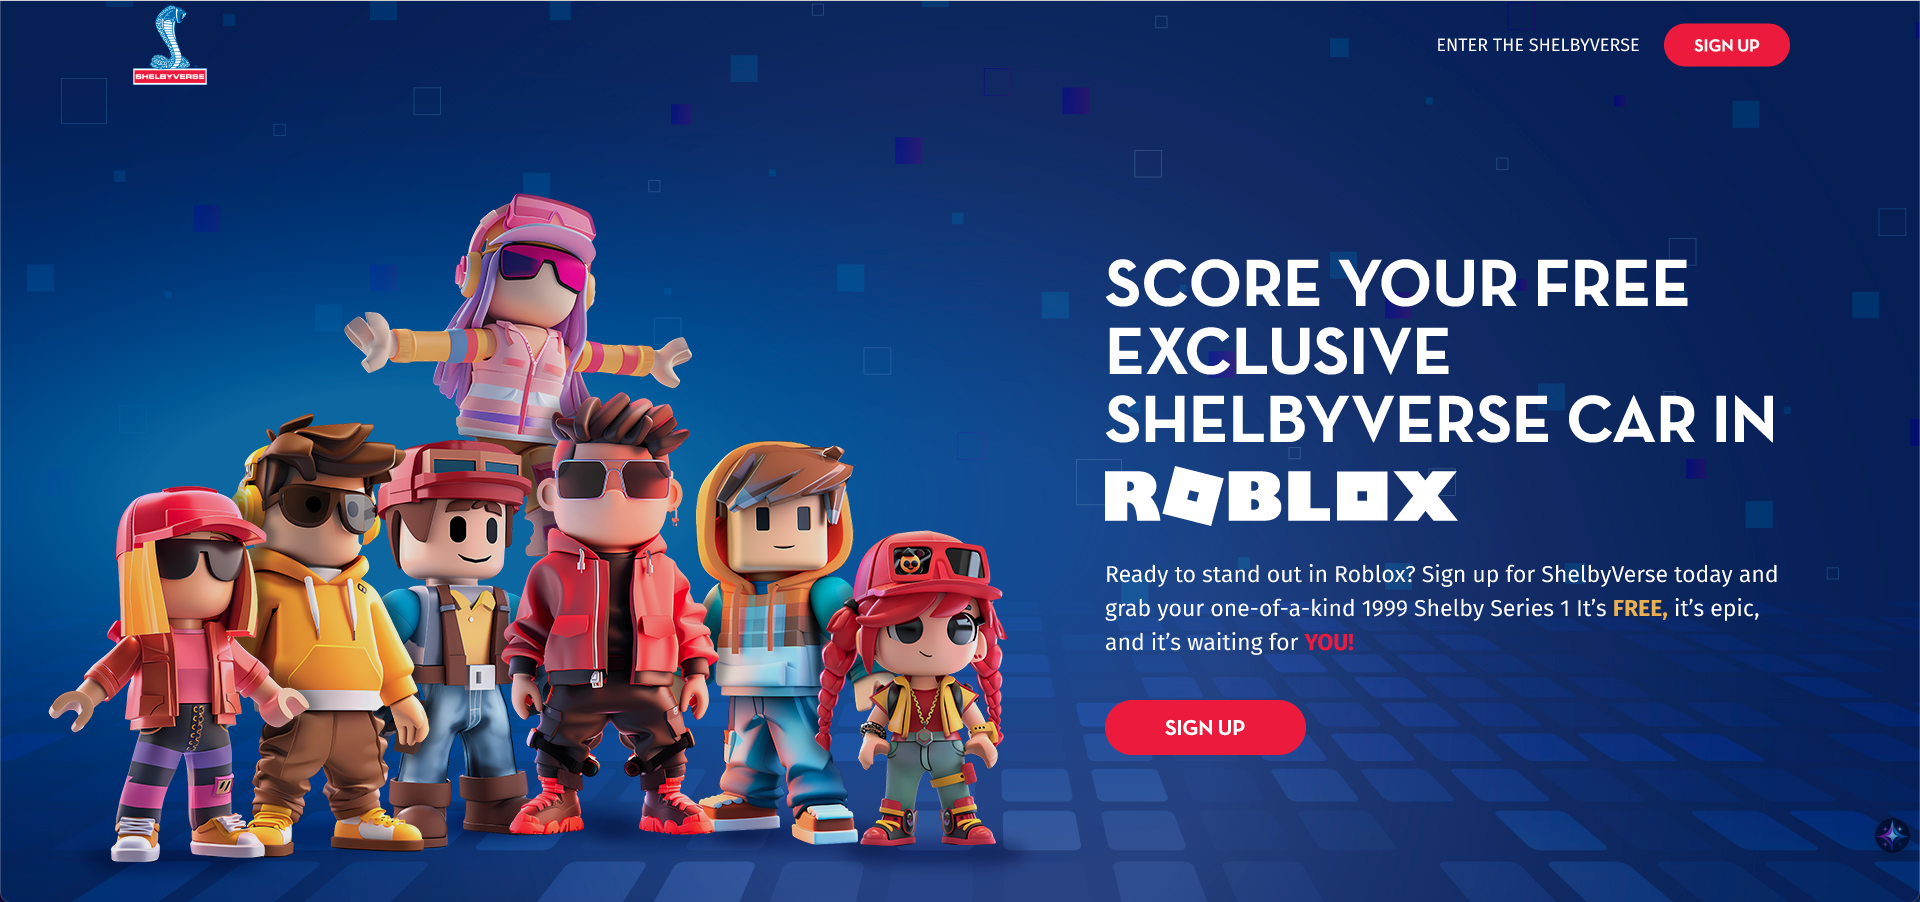 SHELBYVERSE
ENTER THE SHELBYVERSE
SIGN UP
SCORE YOUR FREE
EXCLUSIVE
SHELBYVERSE CAR IN
ROBLOX
Ready to stand out in Roblox? Sign up for ShelbyVerse today and
grab your one-of-a-kind 1999 Shelby Series 1 It’s FREE, it’s epic,
and it’s waiting for YOU!
SIGN UP